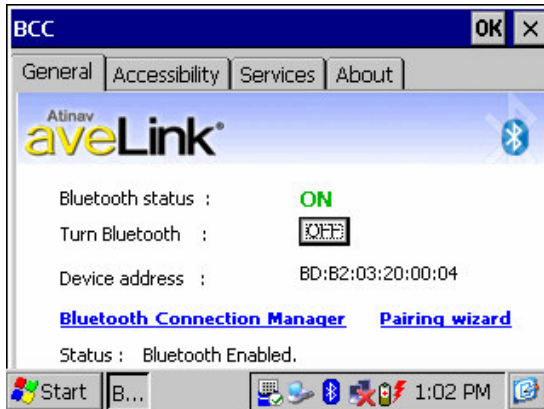 BCC OK
General Accessibility Services About
Atinav
aveLink®
Bluetooth status : ON
Turn Bluetooth : OFF
Device address : BD:B2:03:20:00:04
Bluetooth Connection Manager Pairing wizard
Status : Bluetooth Enabled.
Start B... 1:02 PM